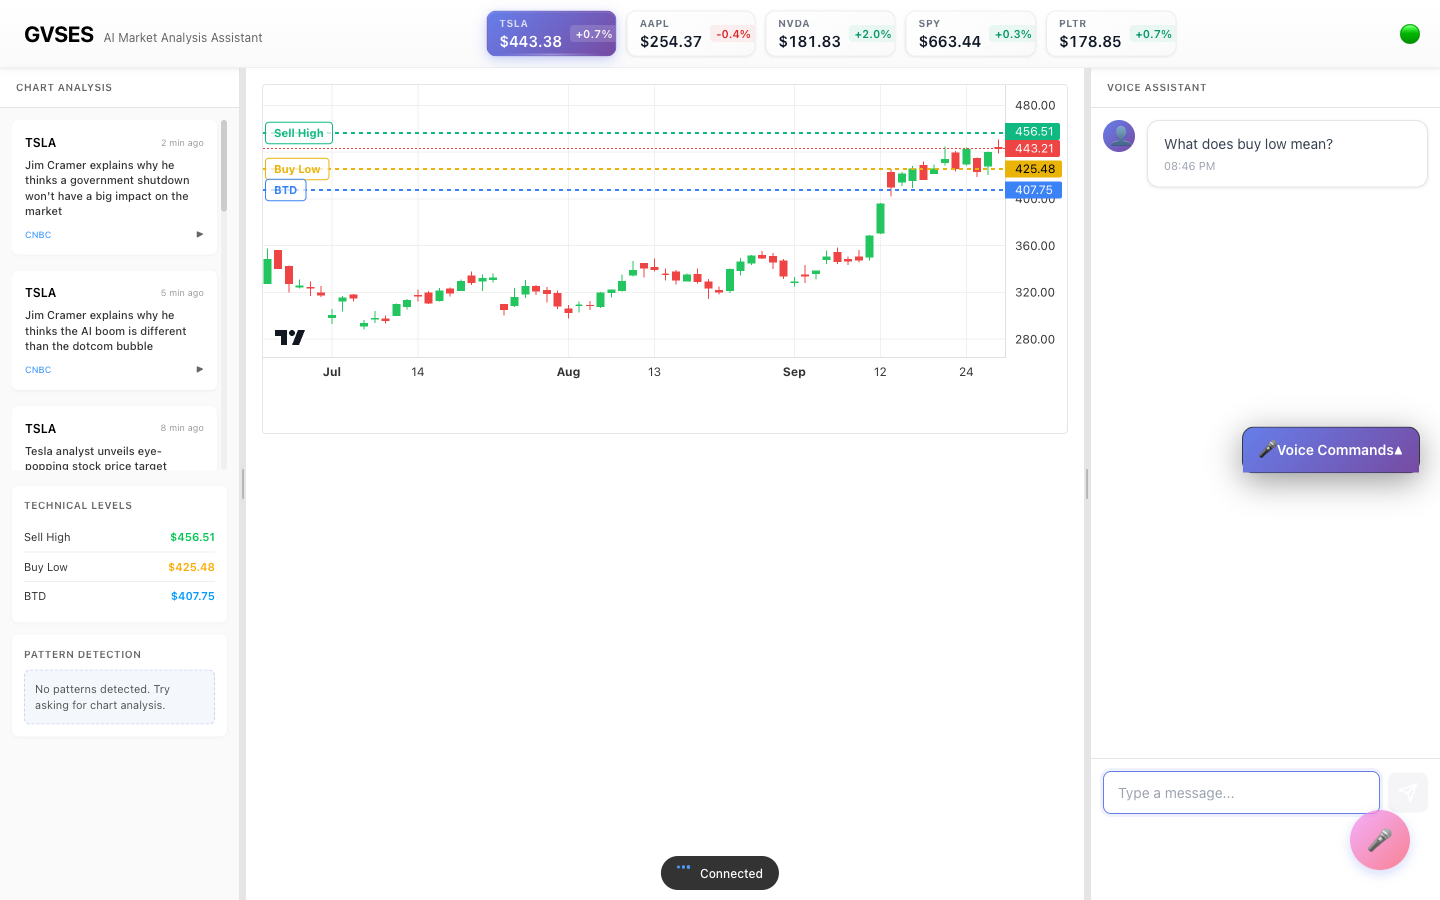 GVSES AI Market Analysis Assistant
TSLA
$443.38 +0.7%
AAPL
$254.37 -0.4%
NVDA
$181.83 +2.0%
SPY
$663.44 +0.3%
PLTR
$178.85 +0.7%
CHART ANALYSIS
TSLA 2 min ago
Jim Cramer explains why he
thinks a government shutdown
won't have a big impact on the
market
CNBC
TSLA 5 min ago
Jim Cramer explains why he
thinks the AI boom is different
than the dotcom bubble
CNBC
TSLA 8 min ago
Tesla analyst unveils eye-
popping stock price target
TECHNICAL LEVELS
Sell High $456.51
Buy Low $425.48
BTD $407.75
PATTERN DETECTION
No patterns detected. Try
asking for chart analysis.
Sell High
Buy Low
BTD
480.00
456.51
443.21
425.48
407.75
400.00
360.00
320.00
280.00
Jul 14 Aug 13 Sep 12 24
Connected
VOICE ASSISTANT
What does buy low mean?
08:46 PM
Voice Commands
Type a message...